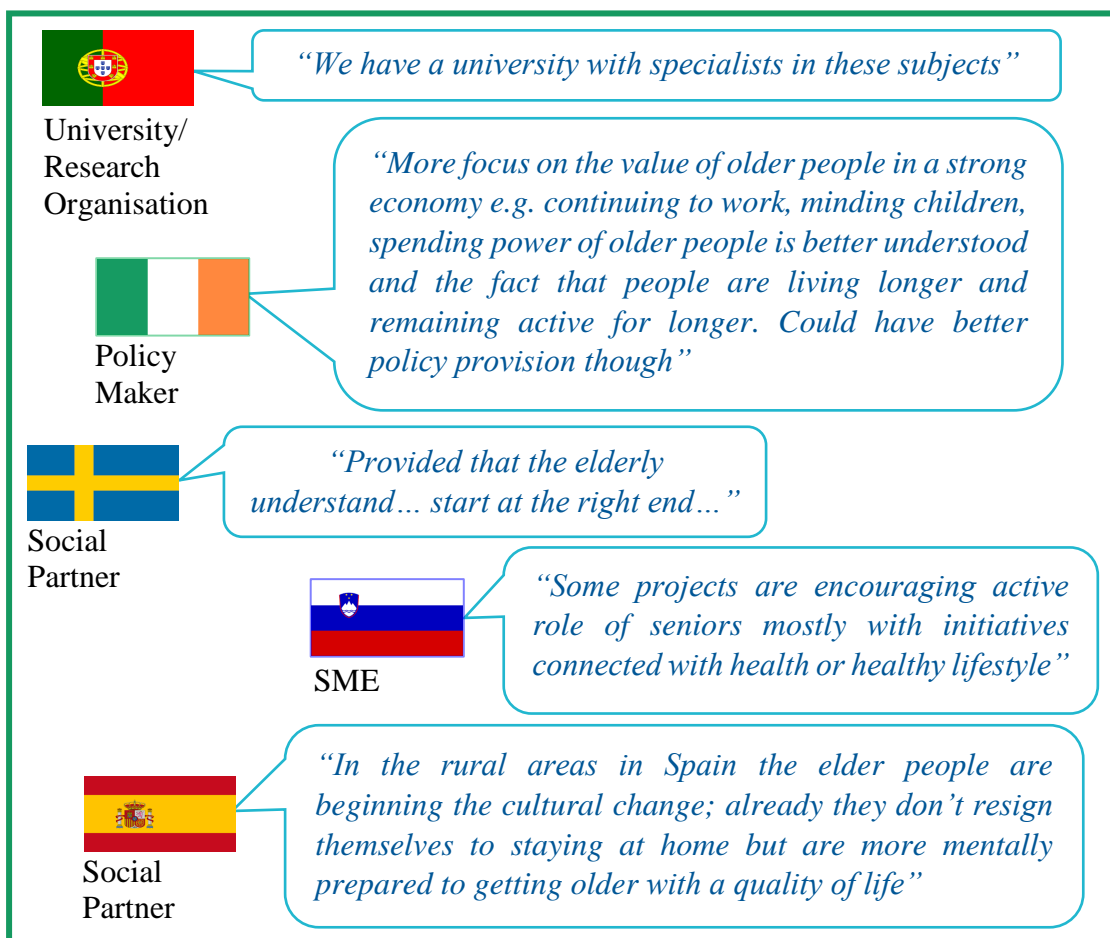 “We have a university with specialists in these subjects”
University/
Research
Organisation
“More focus on the value of older people in a strong
economy e.g. continuing to work, minding children,
spending power of older people is better understood
and the fact that people are living longer and
remaining active for longer. Could have better
policy provision though”
Policy
Maker
“Provided that the elderly
understand… start at the right end…”
Social
Partner
“Some projects are encouraging active
role of seniors mostly with initiatives
connected with health or healthy lifestyle”
SME
“In the rural areas in Spain the elder people are
beginning the cultural change; already they don’t resign
themselves to staying at home but are more mentally
prepared to getting older with a quality of life”
Social
Partner